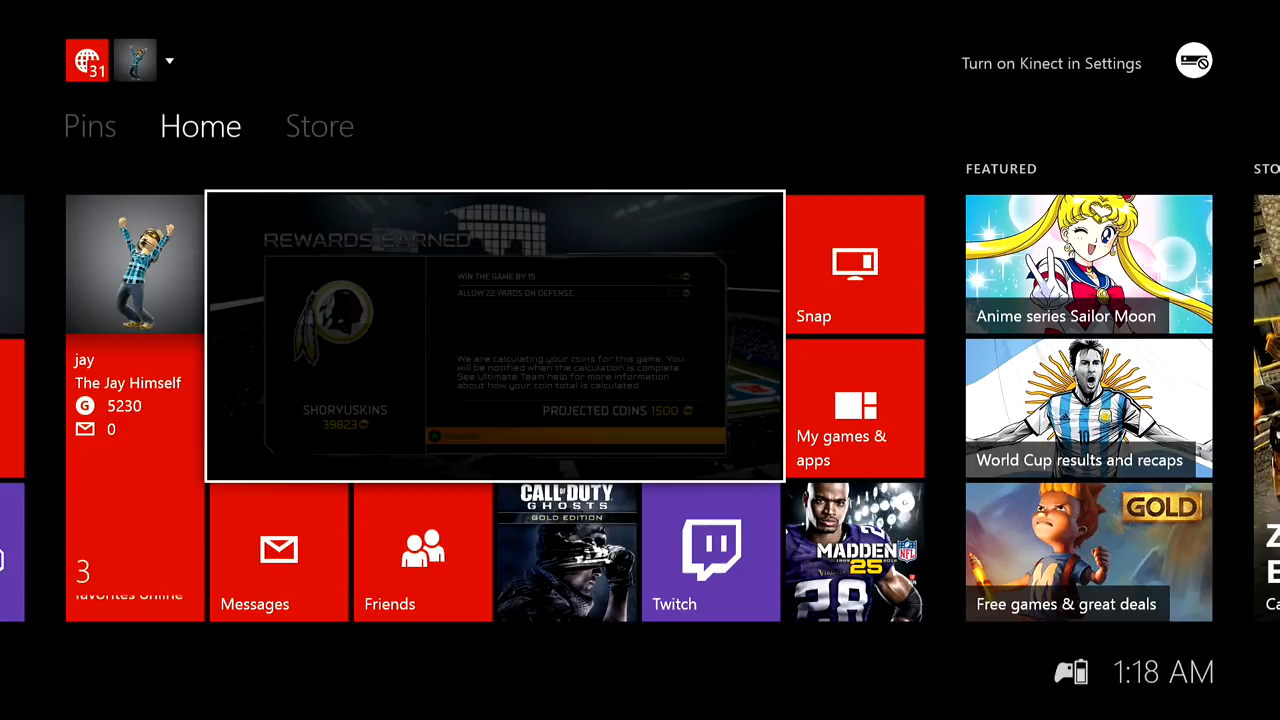 31
Turn on Kinect in Settings
Pins
Home
Store
FEATURED
STO
jay
The Jay Himself
G 5230
0
3
favorites online
REWARDS EARNED
WIN THE GAME BY 15
ALLOW 22 YARDS ON DEFENSE
We are calculating your coins for this game. You
will be notified when the calculation is complete.
See Ultimate Team help for more information
about how your coin total is calculated.
SHORYUSKINS
39823
PROJECTED COINS 1500
Snap
My games &
apps
Messages
Friends
CALL OF DUTY
GHOSTS
GOLD EDITION
Twitch
MADDEN
NFL
25
28
Anime series Sailor Moon
10
World Cup results and recaps
GOLD
Free games & great deals
Z
E
Ca
1:18 AM